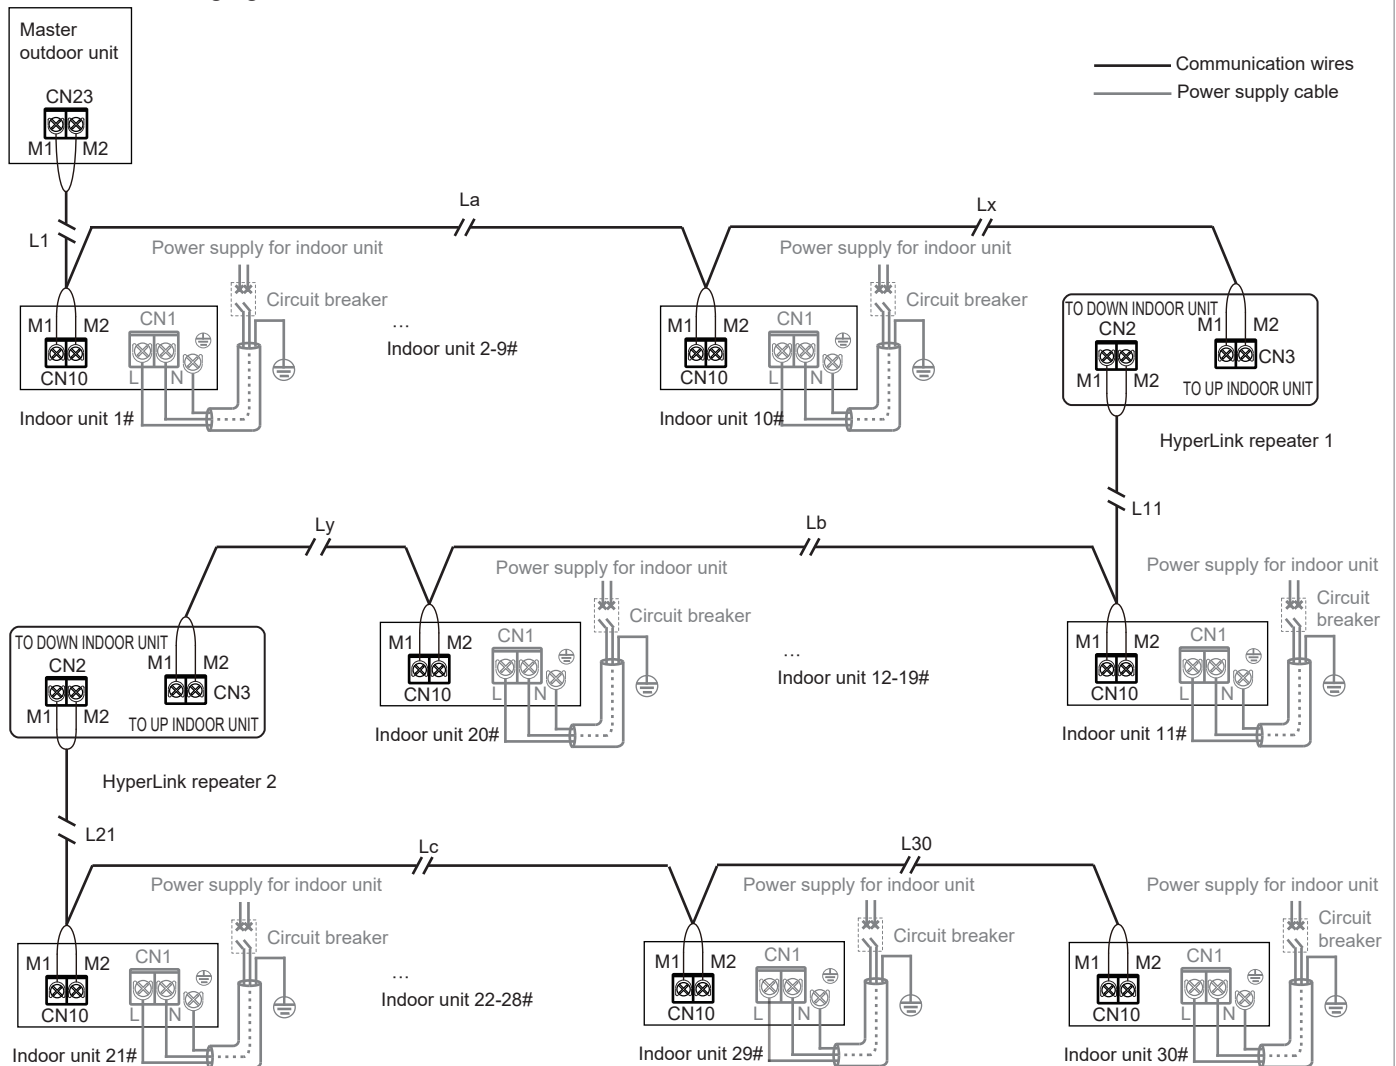 Master
outdoor unit
CN23
M1 M2
Communication wires
Power supply cable
L1
La
Lx
Power supply for indoor unit
Circuit breaker
M1 M2 CN1
CN10 L N
Indoor unit 1#
...
Indoor unit 2-9#
Power supply for indoor unit
Circuit breaker
M1 M2 CN1
CN10 L N
Indoor unit 10#
TO DOWN INDOOR UNIT
CN2
M1 M2
M1 M2
CN3
TO UP INDOOR UNIT
HyperLink repeater 1
L11
Ly
Lb
TO DOWN INDOOR UNIT
CN2
M1 M2
M1 M2
CN3
TO UP INDOOR UNIT
HyperLink repeater 2
Power supply for indoor unit
Circuit breaker
M1 M2 CN1
CN10 L N
Indoor unit 20#
...
Indoor unit 12-19#
Power supply for indoor unit
Circuit
breaker
M1 M2 CN1
CN10 L N
Indoor unit 11#
L21
Lc
L30
Power supply for indoor unit
Circuit breaker
M1 M2 CN1
CN10 L N
Indoor unit 21#
...
Indoor unit 22-28#
Power supply for indoor unit
Circuit breaker
M1 M2 CN1
CN10 L N
Indoor unit 29#
Power supply for indoor unit
Circuit
breaker
M1 M2 CN1
CN10 L N
Indoor unit 30#